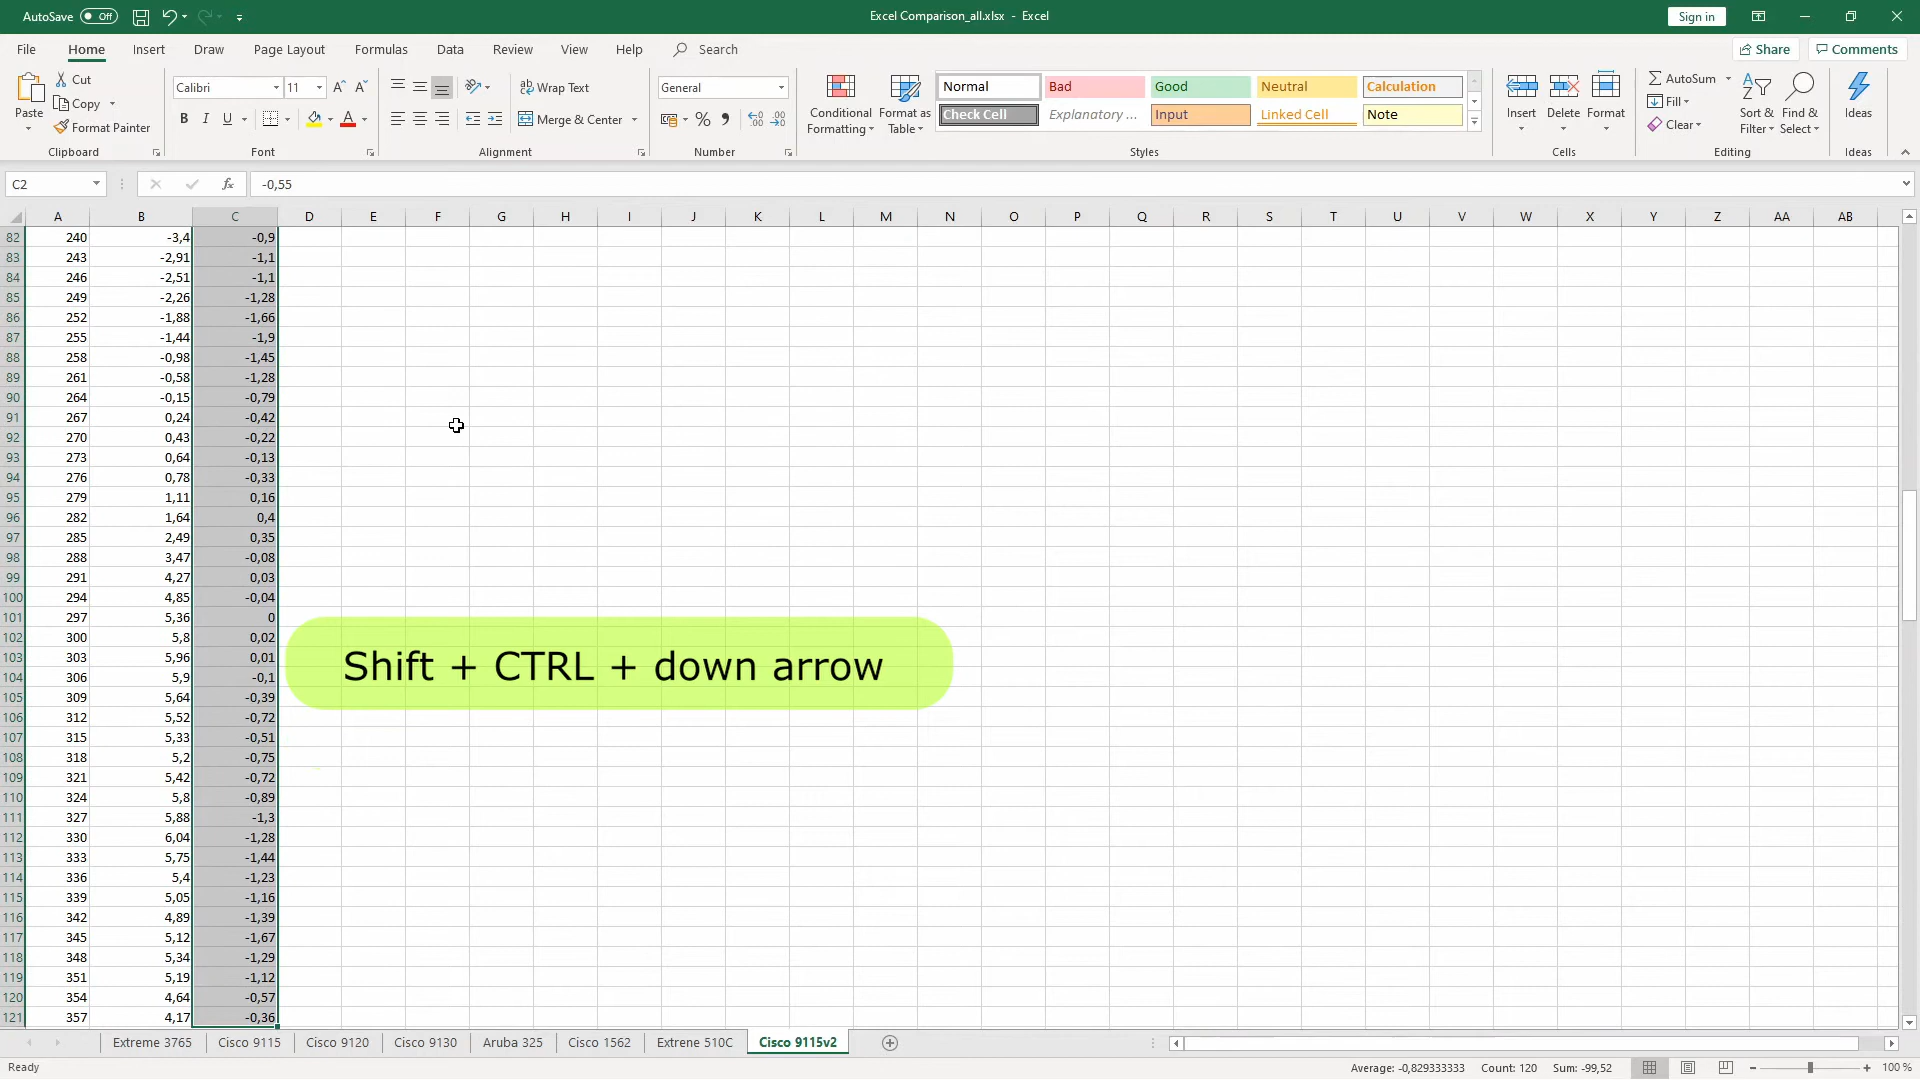 AutoSave Off
Excel Comparison_all.xlsx - Excel
Sign in
File Home Insert Draw Page Layout Formulas Data Review View Help Search
Share Comments
Paste
Cut
Copy
Format Painter
Clipboard
Calibri 11
B I U
Font
Wrap Text
Merge & Center
Alignment
General
Number
Conditional Formatting
Format as Table
Normal Bad Good Neutral Calculation
Check Cell Explanatory ... Input Linked Cell Note
Styles
Insert Delete Format
Cells
AutoSum
Fill
Clear
Sort & Filter
Find & Select
Editing
Ideas
Ideas
C2 fx -0,55
A B C D E F G H I J K L M N O P Q R S T U V W X Y Z AA AB
82 240 -3,4 -0,9
83 243 -2,91 -1,1
84 246 -2,51 -1,1
85 249 -2,26 -1,28
86 252 -1,88 -1,66
87 255 -1,44 -1,9
88 258 -0,98 -1,45
89 261 -0,58 -1,28
90 264 -0,15 -0,79
91 267 0,24 -0,42
92 270 0,43 -0,22
93 273 0,64 -0,13
94 276 0,78 -0,33
95 279 1,11 0,16
96 282 1,64 0,4
97 285 2,49 0,35
98 288 3,47 -0,08
99 291 4,27 0,03
100 294 4,85 -0,04
101 297 5,36 0
102 300 5,8 0,02
103 303 5,96 0,01
104 306 5,9 -0,1
105 309 5,64 -0,39
106 312 5,52 -0,72
107 315 5,33 -0,51
108 318 5,2 -0,75
109 321 5,42 -0,72
110 324 5,8 -0,89
111 327 5,88 -1,3
112 330 6,04 -1,28
113 333 5,75 -1,44
114 336 5,4 -1,23
115 339 5,05 -1,16
116 342 4,89 -1,39
117 345 5,12 -1,67
118 348 5,34 -1,29
119 351 5,19 -1,12
120 354 4,64 -0,57
121 357 4,17 -0,36
Shift + CTRL + down arrow
Extreme 3765 Cisco 9115 Cisco 9120 Cisco 9130 Aruba 325 Cisco 1562 Extrene 510C Cisco 9115v2
Ready
Average: -0,829333333 Count: 120 Sum: -99,52
100 %